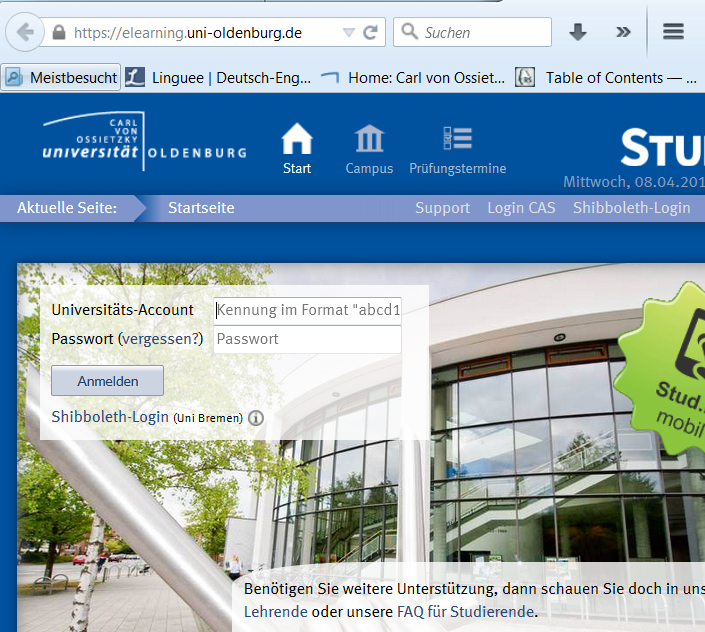 https://elearning.uni-oldenburg.de
Suchen
Meistbesucht
Linguee | Deutsch-Eng...
Home: Carl von Ossiet...
Table of Contents — ...
CARL
VON
OSSIETZKY
universität OLDENBURG
Start
Campus
Prüfungstermine
Mittwoch, 08.04.201
Aktuelle Seite:
Startseite
Support
Login CAS
Shibboleth-Login
Universitäts-Account
Kennung im Format "abcd1
Passwort (vergessen?)
Passwort
Anmelden
Shibboleth-Login (Uni Bremen)
Stud.
mobil
Benötigen Sie weitere Unterstützung, dann schauen Sie doch in uns
Lehrende oder unsere FAQ für Studierende.